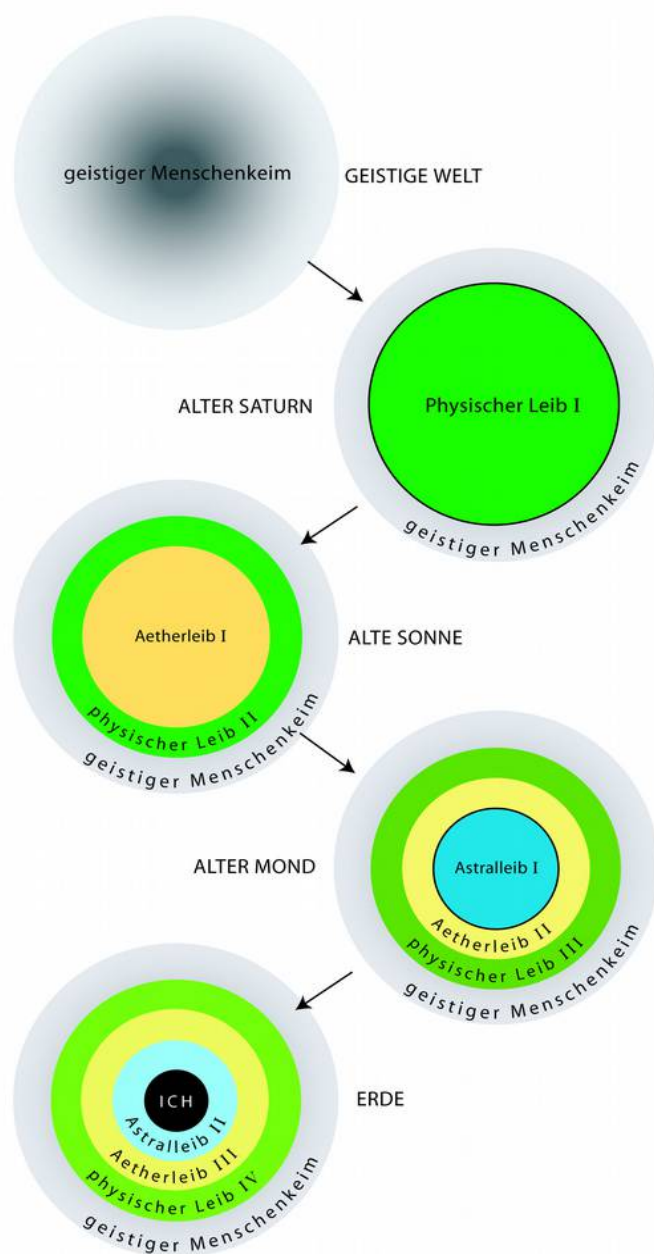 geistiger Menschenkeim
GEISTIGE WELT
ALTER SATURN
Physischer Leib I
geistiger Menschenkeim
Aetherleib I
physischer Leib II
geistiger Menschenkeim
ALTE SONNE
ALTER MOND
Astralleib I
Aetherleib II
physischer Leib III
geistiger Menschenkeim
ICH
Astralleib II
Aetherleib III
physischer Leib IV
geistiger Menschenkeim
ERDE